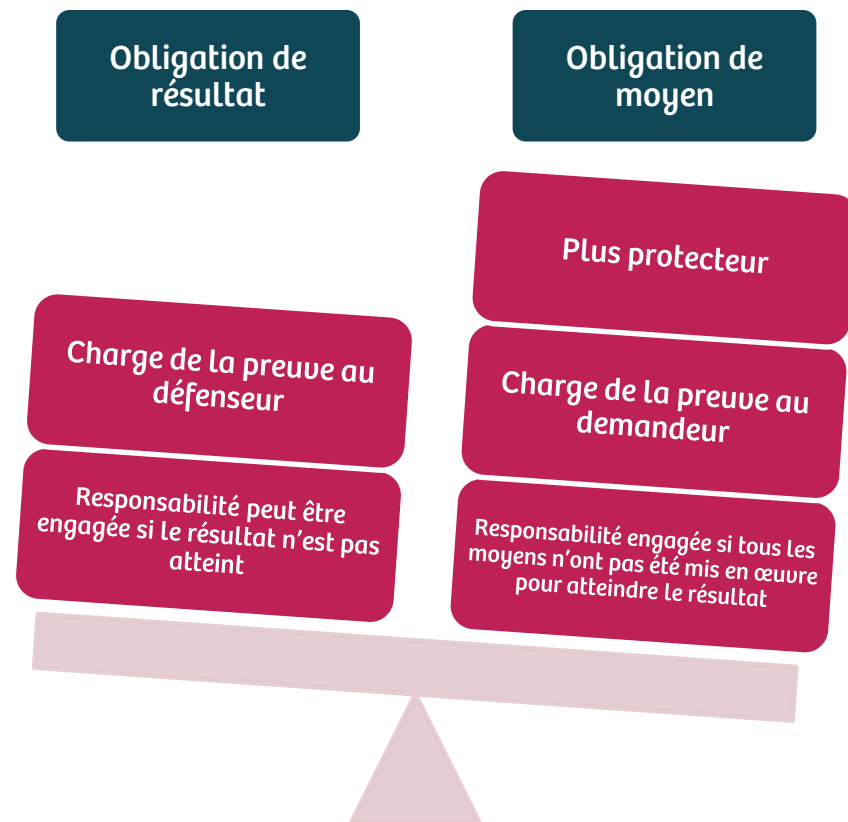 Obligation de
résultat
Obligation de
moyen
Charge de la preuve au
défenseur
Responsabilité peut être
engagée si le résultat n'est pas
atteint
Plus protecteur
Charge de la preuve au
demandeur
Responsabilité engagée si tous les
moyens n'ont pas été mis en œuvre
pour atteindre le résultat